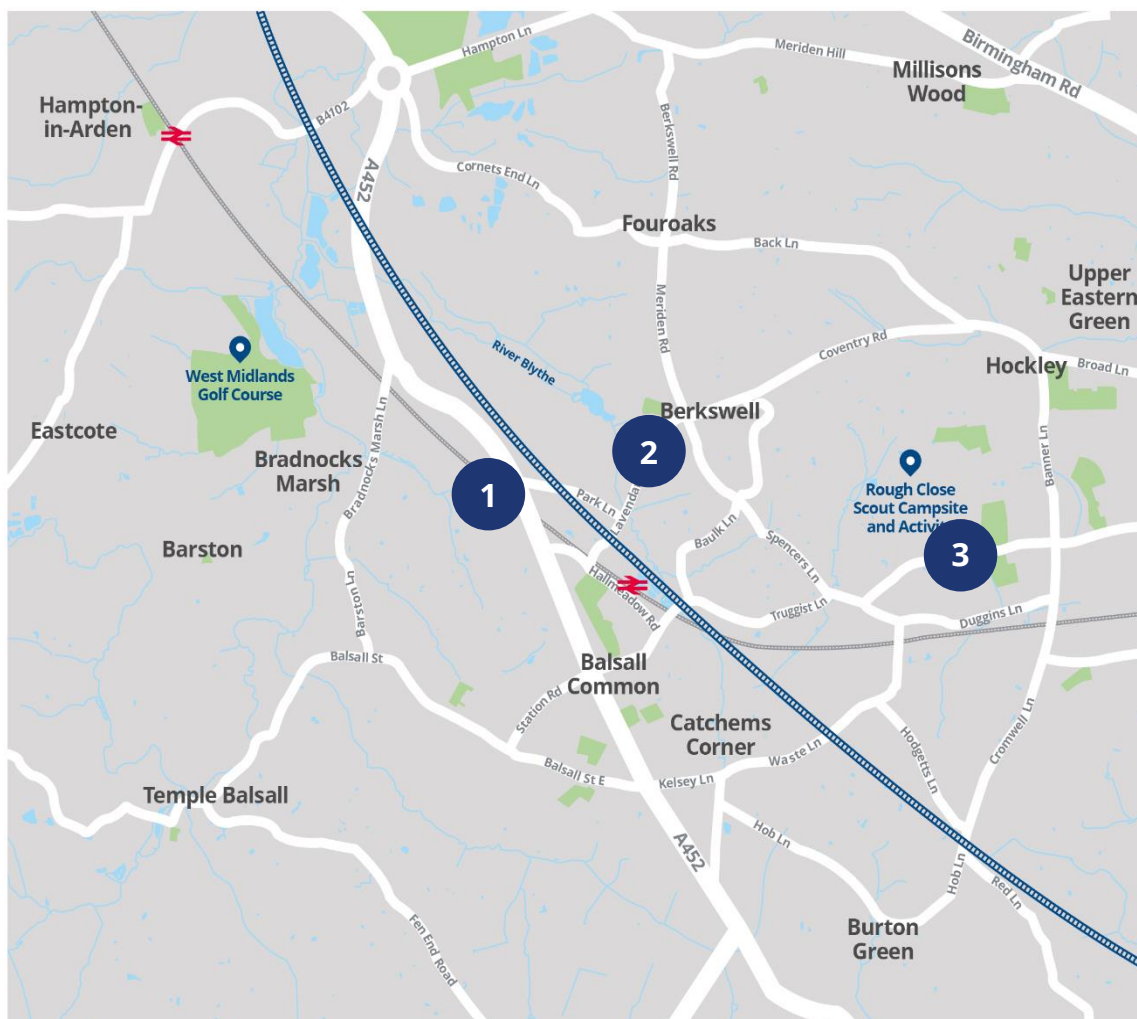 Hampton Ln
Meriden Hill
Birmingham Rd
Millisons
Wood
Hampton-
in-Arden
B4102
A452
Berkswell Rd
Cornets End Ln
Fouroaks
Back Ln
Upper
Eastern
Green
River Blythe
Meriden Rd
Coventry Rd
Hockley
Broad Ln
West Midlands
Golf Course
Bradnocks Marsh Ln
Berkswell
Eastcote
Bradnocks
Marsh
2
Banner Ln
1
Park Ln
Rough Close
Scout Campsite
and Activit
Barston
Baulk Ln
Spencers Ln
3
Hallmeadow Rd
Barston Ln
Truggist Ln
Duggins Ln
Balsall St
Balsall
Common
Station Rd
Catchems
Corner
Cromwell Ln
Hodgetts Ln
Waste Ln
Balsall St E
Kelsey Ln
Temple Balsall
Hob Ln
A452
Hob Ln
Red Ln
Fen End Road
Burton
Green